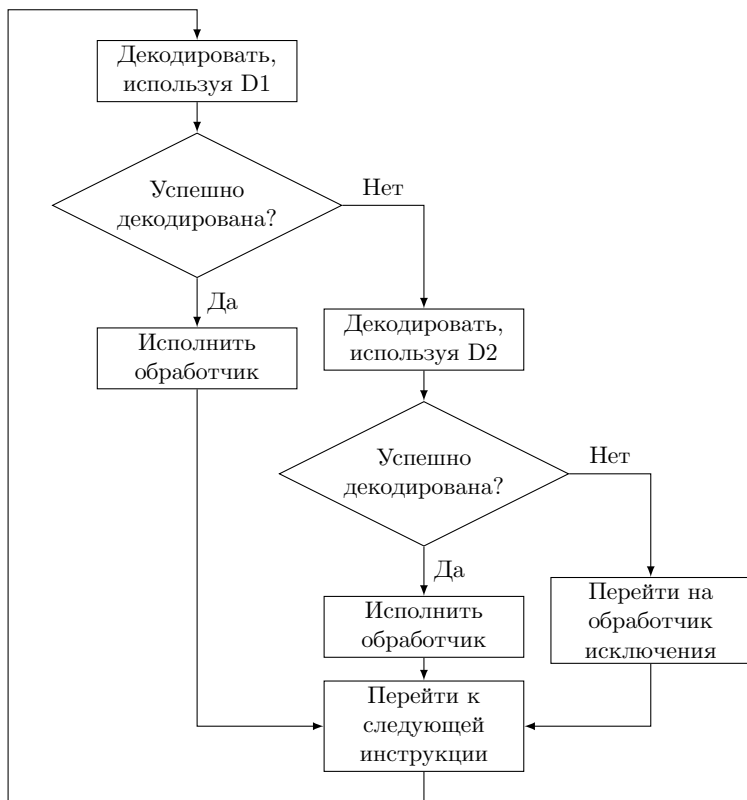 Декодировать,
используя D1
Успешно
декодирована?
Нет
Да
Исполнить
обработчик
Декодировать,
используя D2
Успешно
декодирована?
Нет
Да
Исполнить
обработчик
Перейти на
обработчик
исключения
Перейти к
следующей
инструкции